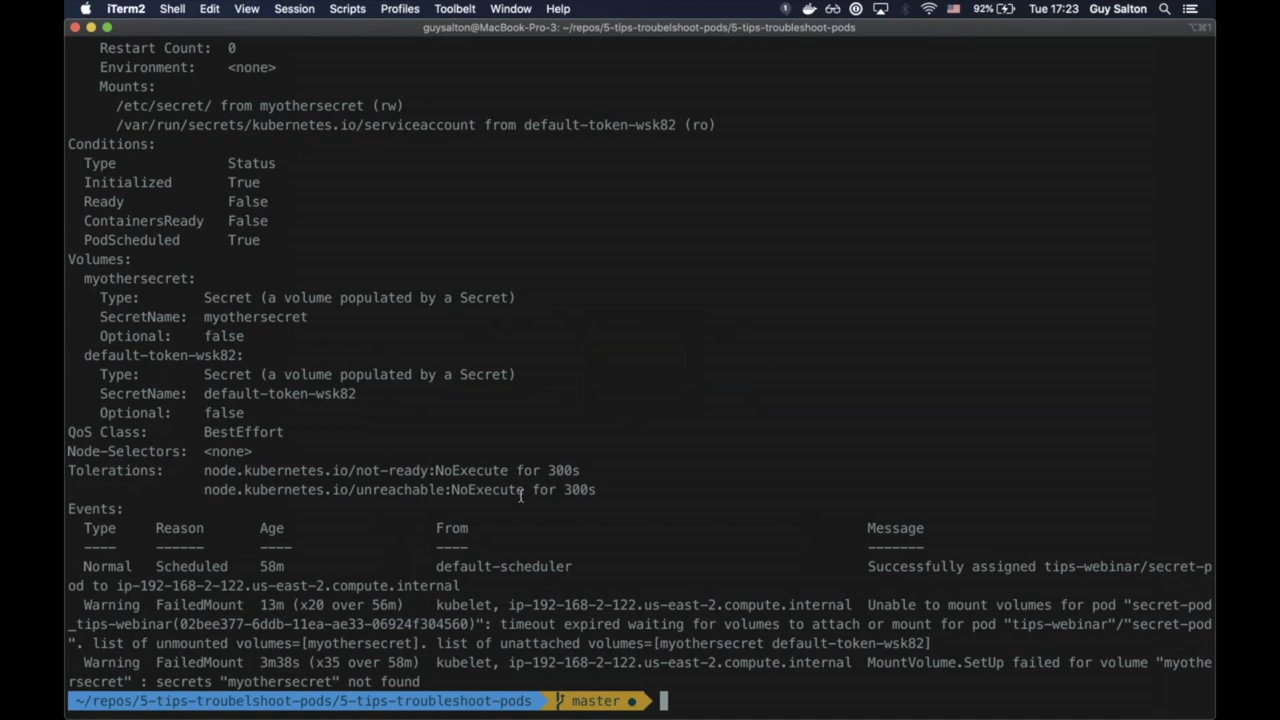 iTerm2 Shell Edit View Session Scripts Profiles Toolbelt Window Help 92% Tue 17:23 Guy Salton
guysalton@MacBook-Pro-3: ~/repos/5-tips-troubelshoot-pods/5-tips-troubleshoot-pods ⌥⌘1
Restart Count: 0
Environment: <none>
Mounts:
/etc/secret/ from myothersecret (rw)
/var/run/secrets/kubernetes.io/serviceaccount from default-token-wsk82 (ro)
Conditions:
Type Status
Initialized True
Ready False
ContainersReady False
PodScheduled True
Volumes:
myothersecret:
Type: Secret (a volume populated by a Secret)
SecretName: myothersecret
Optional: false
default-token-wsk82:
Type: Secret (a volume populated by a Secret)
SecretName: default-token-wsk82
Optional: false
QoS Class: BestEffort
Node-Selectors: <none>
Tolerations: node.kubernetes.io/not-ready:NoExecute for 300s
node.kubernetes.io/unreachable:NoExecute for 300s
Events:
Type Reason Age From Message
---- ------ ---- ---- -------
Normal Scheduled 58m default-scheduler Successfully assigned tips-webinar/secret-p
od to ip-192-168-2-122.us-east-2.compute.internal
Warning FailedMount 13m (x20 over 56m) kubelet, ip-192-168-2-122.us-east-2.compute.internal Unable to mount volumes for pod "secret-pod
_tips-webinar(02bee377-6ddb-11ea-ae33-06924f304560)": timeout expired waiting for volumes to attach or mount for pod "tips-webinar"/"secret-pod
". list of unmounted volumes=[myothersecret]. list of unattached volumes=[myothersecret default-token-wsk82]
Warning FailedMount 3m38s (x35 over 58m) kubelet, ip-192-168-2-122.us-east-2.compute.internal MountVolume.SetUp failed for volume "myothe
rsecret" : secrets "myothersecret" not found
~/repos/5-tips-troubelshoot-pods/5-tips-troubleshoot-pods master ●